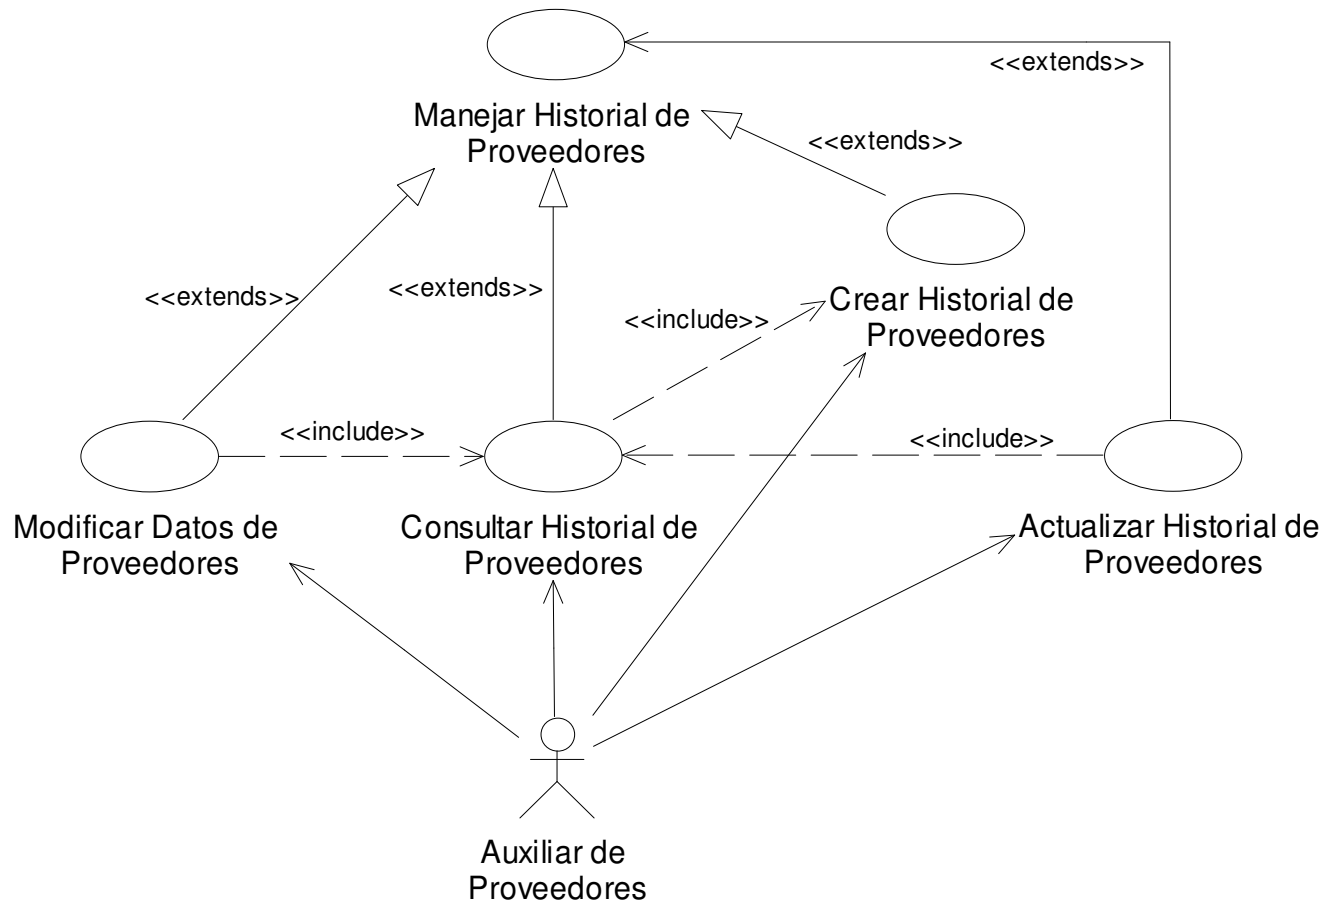 <<extends>>
Manejar Historial de
Proveedores
<<extends>>
<<extends>>
<<extends>>
<<include>>
Crear Historial de
Proveedores
<<include>>
<<include>>
Modificar Datos de
Proveedores
Consultar Historial de
Proveedores
Actualizar Historial de
Proveedores
Auxiliar de
Proveedores